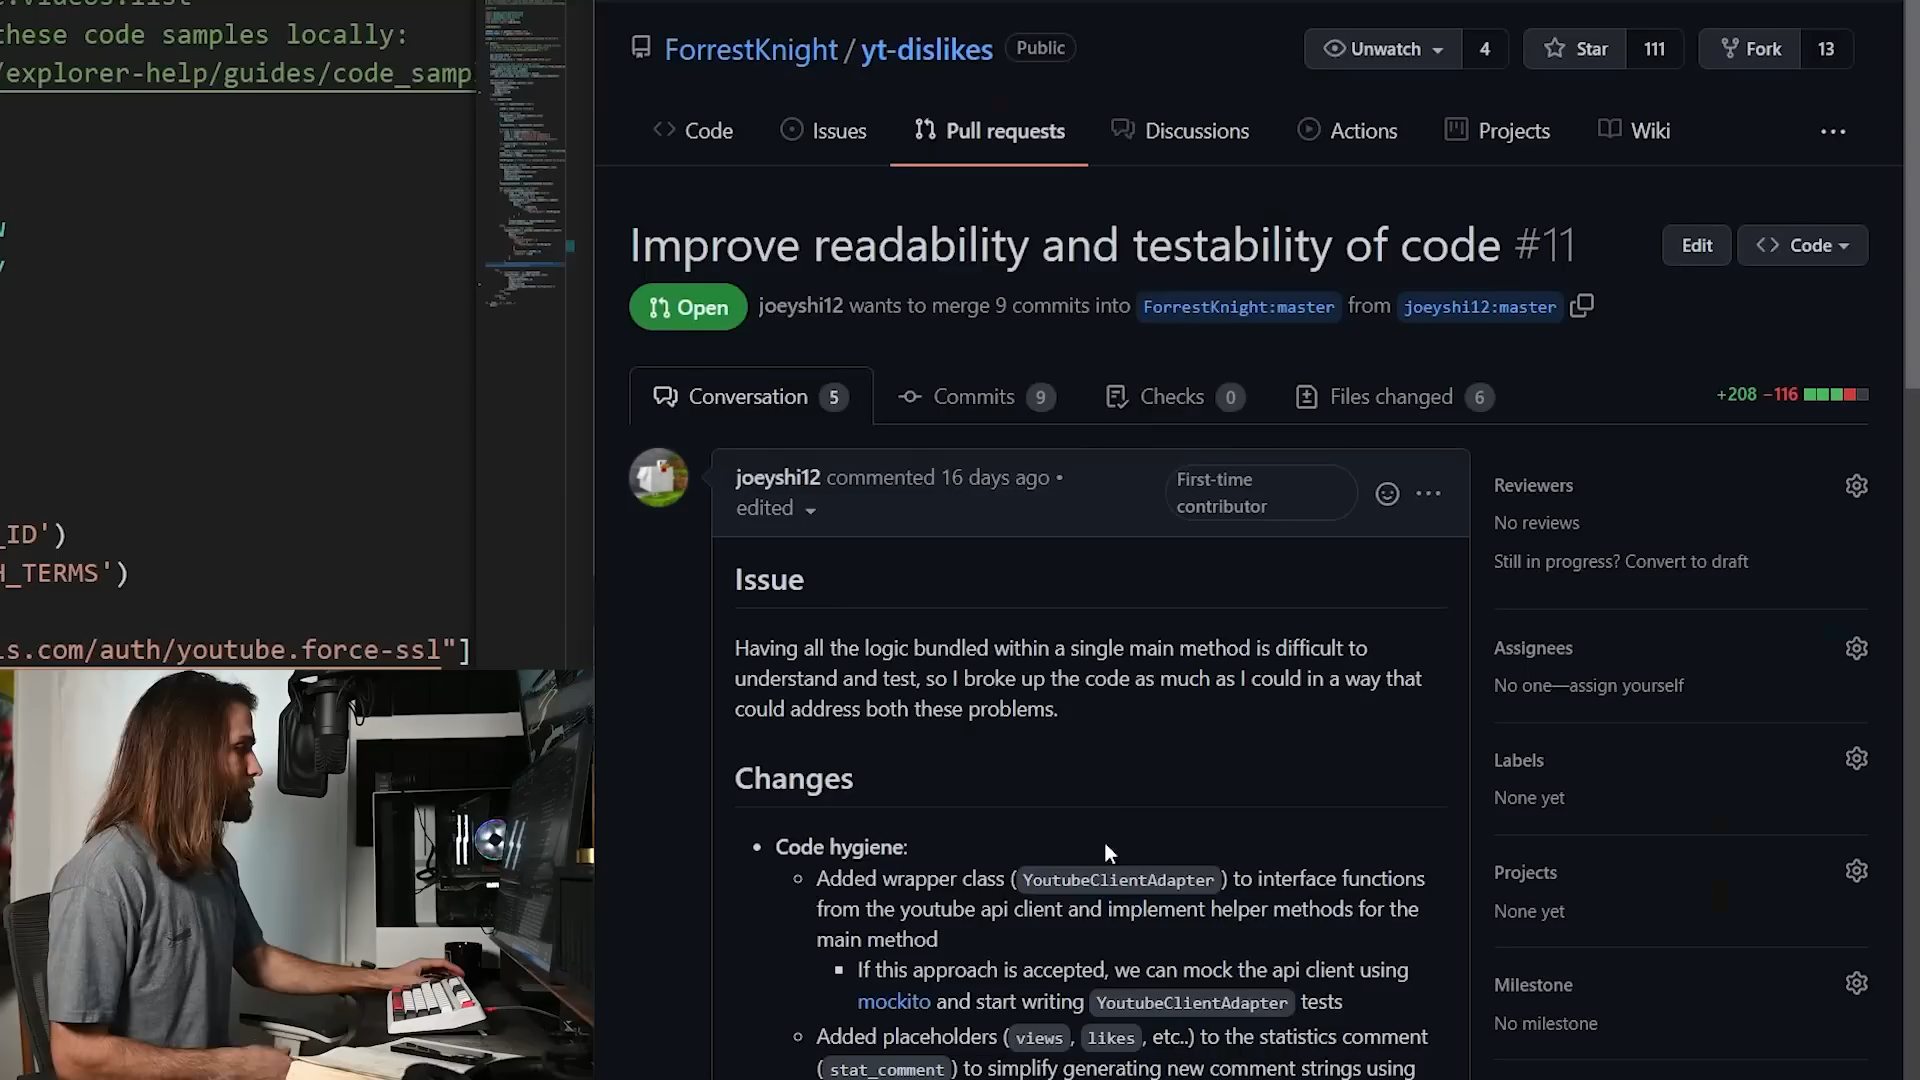 these code samples locally:
/explorer-help/guides/code_samp
_ID')
H_TERMS')
is.com/auth/youtube.force-ssl"]
ForrestKnight / yt-dislikes Public
Unwatch 4
Star 111
Fork 13
Code
Issues
Pull requests
Discussions
Actions
Projects
Wiki
Improve readability and testability of code #11
Edit
Code
Open
joeyshi12 wants to merge 9 commits into ForrestKnight:master from joeyshi12:master
Conversation 5
Commits 9
Checks 0
Files changed 6
+208 −116
joeyshi12 commented 16 days ago •
edited
First-time
contributor
Issue
Having all the logic bundled within a single main method is difficult to
understand and test, so I broke up the code as much as I could in a way that
could address both these problems.
Changes
Code hygiene:
Added wrapper class ( YoutubeClientAdapter ) to interface functions
from the youtube api client and implement helper methods for the
main method
If this approach is accepted, we can mock the api client using
mockito and start writing YoutubeClientAdapter tests
Added placeholders ( views , likes , etc..) to the statistics comment
( stat_comment ) to simplify generating new comment strings using
Reviewers
No reviews
Still in progress? Convert to draft
Assignees
No one—assign yourself
Labels
None yet
Projects
None yet
Milestone
No milestone